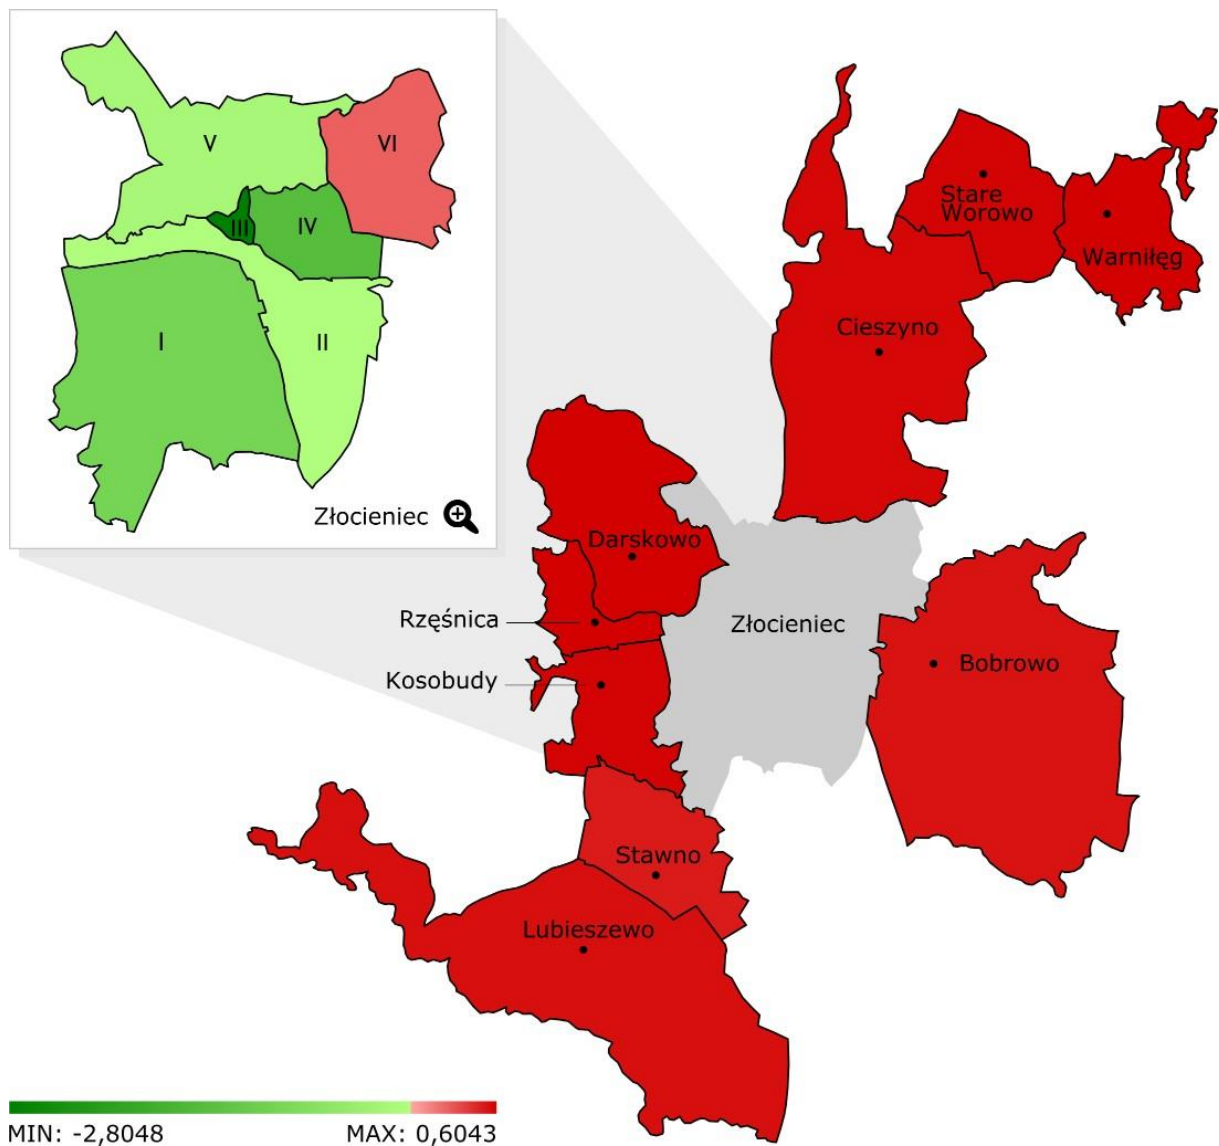 V
VI
III
IV
I
II
Złocieniec
Stare
Worowo
Warniłęg
Cieszyno
Darskowo
Rzęśnica
Złocieniec
Kosobudy
Bobrowo
Stawno
Lubieszewo
MIN: -2,8048
MAX: 0,6043